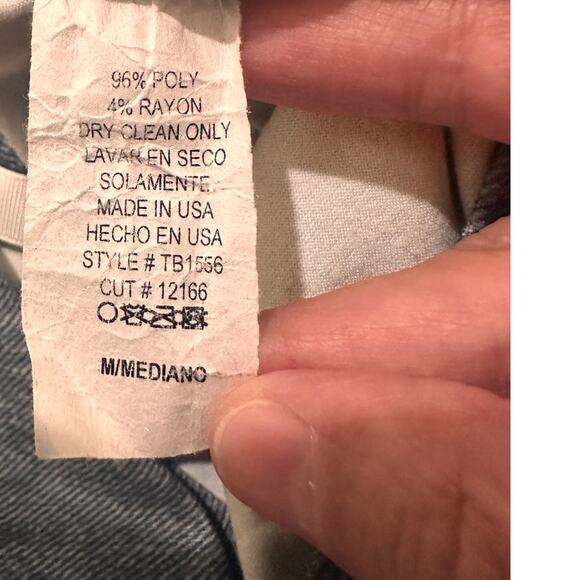 96% POLY
4% RAYON
DRY CLEAN ONLY
LAVAR EN SECO
SOLAMENTE
MADE IN USA
HECHO EN USA
STYLE # TB1556
CUT # 12166
M/MEDIANO